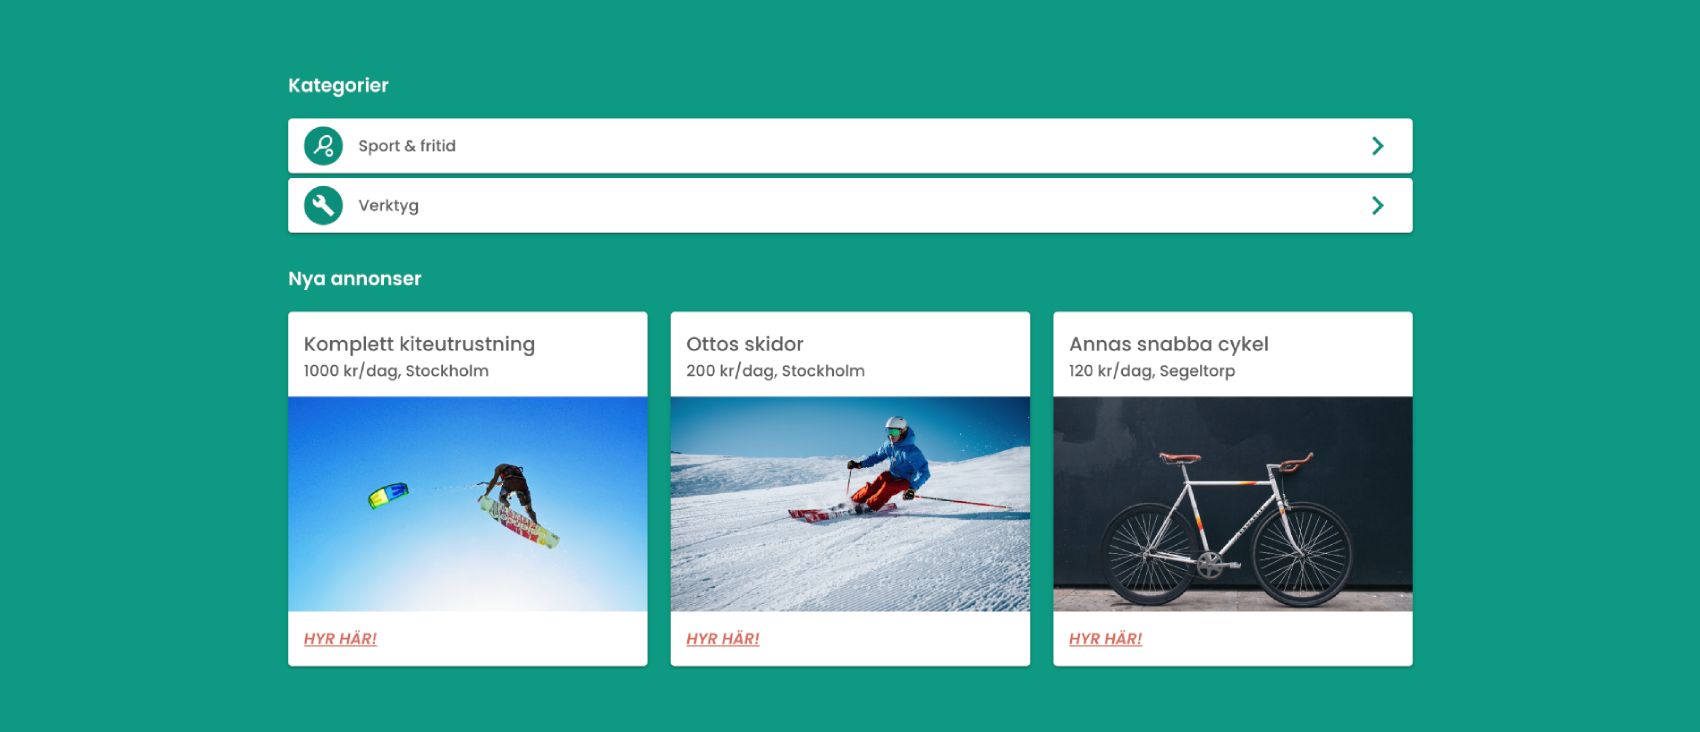 Kategorier
Sport & fritid
Verktyg
Nya annonser
Komplett kiteutrustning
1000 kr/dag, Stockholm
HYR HÄR!
Ottos skidor
200 kr/dag, Stockholm
HYR HÄR!
Annas snabba cykel
120 kr/dag, Segeltorp
HYR HÄR!